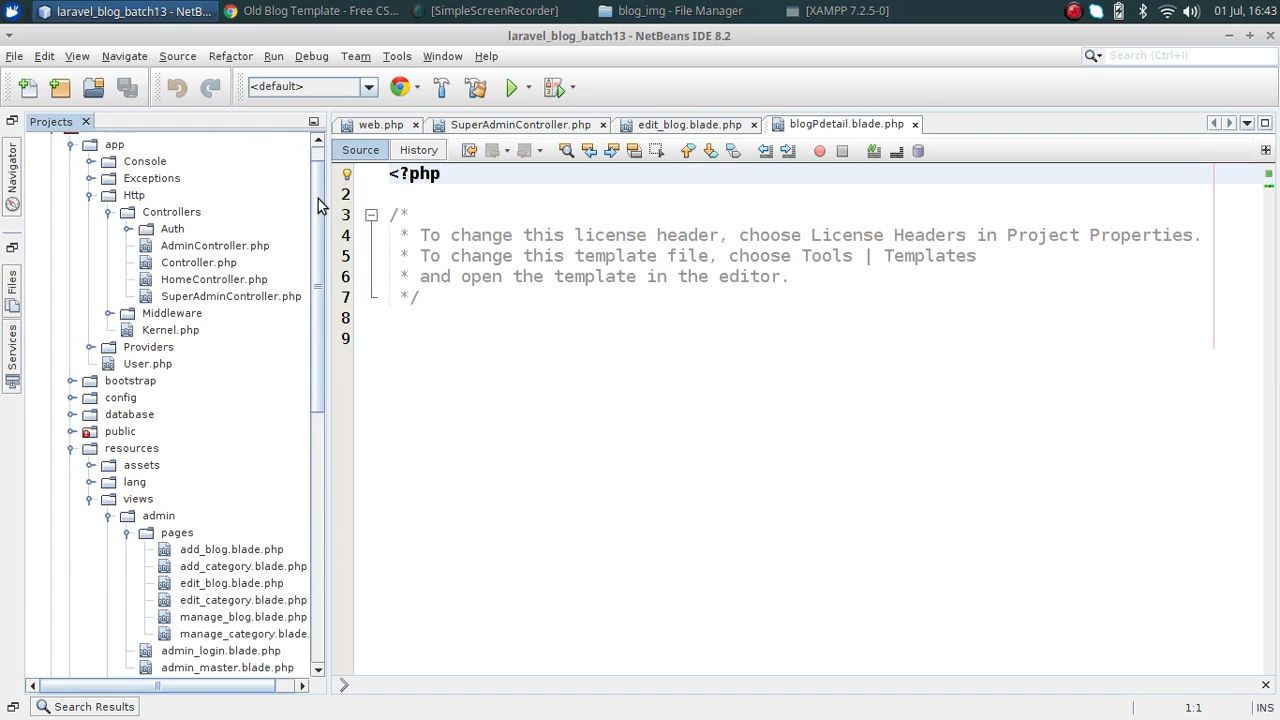 laravel_blog_batch13 - NetBe...
Old Blog Template - Free CS...
[SimpleScreenRecorder]
blog_img - File Manager
[XAMPP 7.2.5-0]
01 Jul, 16:43
laravel_blog_batch13 - NetBeans IDE 8.2
File Edit View Navigate Source Refactor Run Debug Team Tools Window Help
Search (Ctrl+I)
<default>
Projects
web.php
SuperAdminController.php
edit_blog.blade.php
blogPdetail.blade.php
Source
History
Navigator
Files
Services
app
Console
Exceptions
Http
Controllers
Auth
AdminController.php
Controller.php
HomeController.php
SuperAdminController.php
Middleware
Kernel.php
Providers
User.php
bootstrap
config
database
public
resources
assets
lang
views
admin
pages
add_blog.blade.php
add_category.blade.php
edit_blog.blade.php
edit_category.blade.php
manage_blog.blade.php
manage_category.blade.
admin_login.blade.php
admin_master.blade.php
<?php
2
3 /*
4 * To change this license header, choose License Headers in Project Properties.
5 * To change this template file, choose Tools | Templates
6 * and open the template in the editor.
7 */
8
9
Search Results
1:1
INS